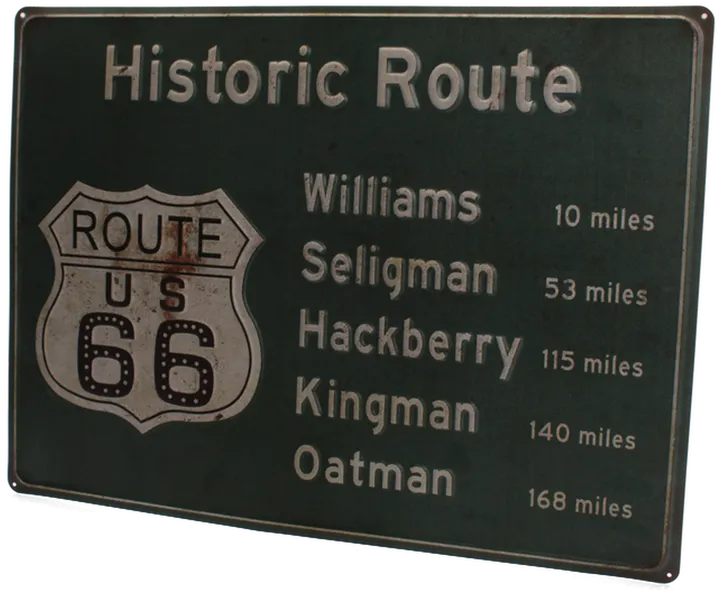 Historic Route
ROUTE
US
66
Williams 10 miles
Seligman 53 miles
Hackberry 115 miles
Kingman 140 miles
Oatman 168 miles